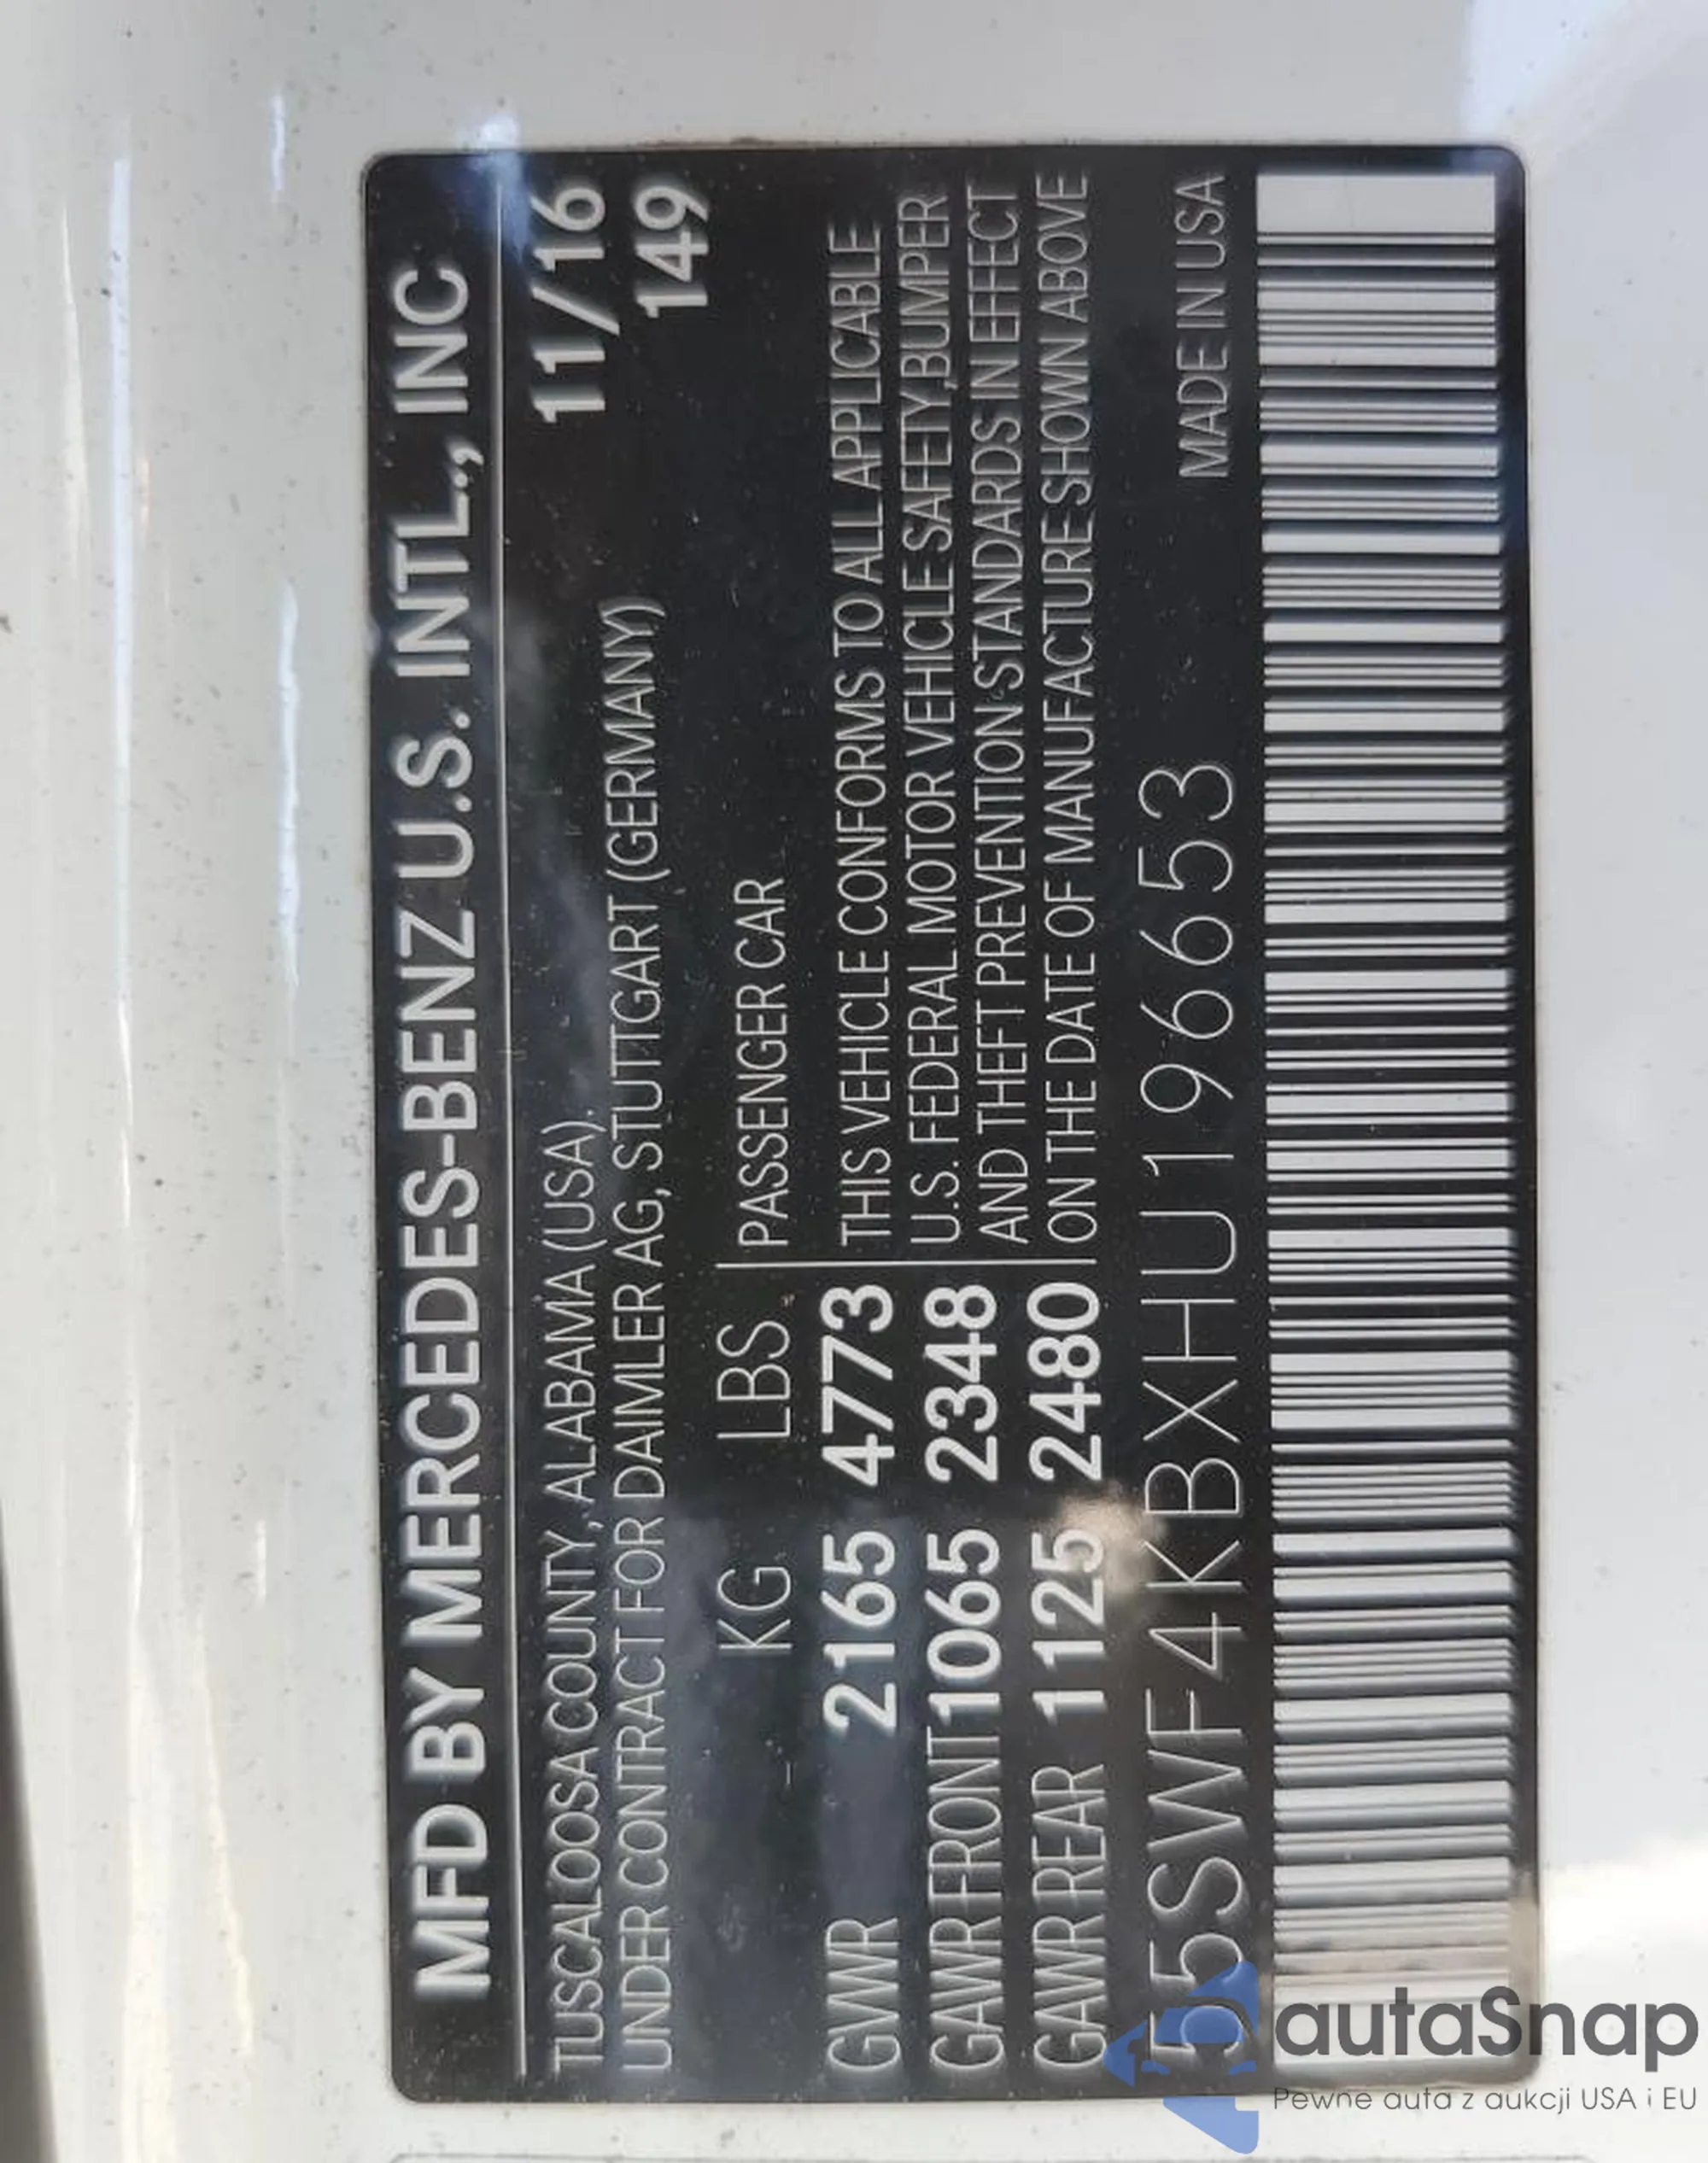 MFD BY MERCEDES-BENZ U.S. INTL., INC
TUSCALOOSA COUNTY, ALABAMA (USA). 11/16
UNDER CONTRACT FOR DAIMLER AG, STUTTGART (GERMANY) 149
KG LBS PASSENGER CAR
GWWR 2165 4773 THIS VEHICLE CONFORMS TO ALL APPLICABLE
GAWR FRONT 1065 2348 U.S. FEDERAL MOTOR VEHICLE SAFETY, BUMPER
AND THEFT PREVENTION STANDARDS IN EFFECT
GAWR REAR 1125 2480 ON THE DATE OF MANUFACTURE SHOWN ABOVE
MADE IN USA
55SWF4KBXHU196653
autaSnap
Pewne auta z aukcji USA i EU